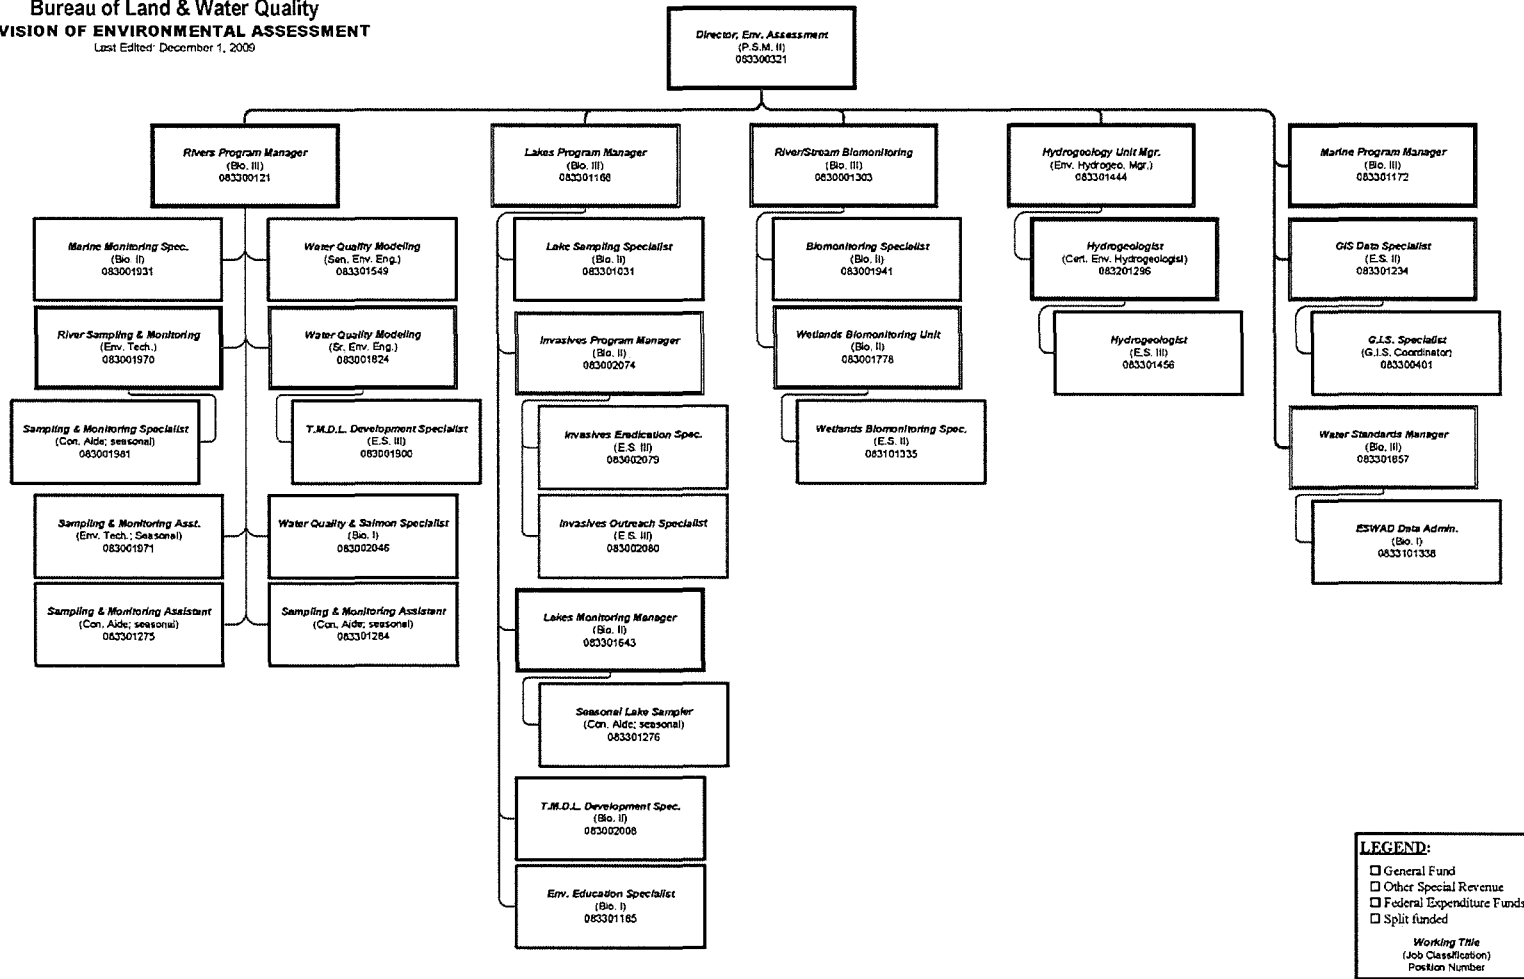 Bureau of Land & Water Quality
VISION OF ENVIRONMENTAL ASSESSMENT
Last Edited: December 1, 2009
Director, Env. Assessment
(P.S.M. II)
083300321
Rivers Program Manager
(Bio. III)
083300121
Lakes Program Manager
(Bio. III)
083301166
River/Stream Biomonitoring
(Bio. III)
0830001303
Hydrogeology Unit Mgr.
(Env. Hydrogeo. Mgr.)
083301444
Marine Program Manager
(Bio. III)
083301172
Marine Monitoring Spec.
(Bio. II)
083001931
Water Quality Modeling
(Sen. Env. Eng.)
083301549
Lake Sampling Specialist
(Bio. II)
083301031
Biomonitoring Specialist
(Bio. II)
083001941
Hydrogeologist
(Cert. Env. Hydrogeologist)
083201296
GIS Data Specialist
(E.S. II)
083301234
River Sampling & Monitoring
(Env. Tech.)
083001970
Water Quality Modeling
(Sr. Env. Eng.)
083001824
Invasives Program Manager
(Bio. II)
083002074
Wetlands Biomonitoring Unit
(Bio. II)
083001778
Hydrogeologist
(E.S. III)
083301456
G.I.S. Specialist
(G.I.S. Coordinator)
083300401
Sampling & Monitoring Specialist
(Con. Aide; seasonal)
083001981
T.M.D.L. Development Specialist
(E.S. III)
083001900
Invasives Eradication Spec.
(E.S. III)
083002079
Wetlands Biomonitoring Spec.
(E.S. II)
083101335
Water Standards Manager
(Bio. III)
083301657
Sampling & Monitoring Asst.
(Env. Tech.; Seasonal)
083001971
Water Quality & Salmon Specialist
(Bio. I)
083002046
Invasives Outreach Specialist
(E.S. III)
083002080
ESWAD Data Admin.
(Bio. I)
0833101338
Sampling & Monitoring Assistant
(Con. Aide; seasonal)
083301275
Sampling & Monitoring Assistant
(Con. Aide; seasonal)
083301284
Lakes Monitoring Manager
(Bio. II)
083301643
Seasonal Lake Sampler
(Con. Aide; seasonal)
083301276
T.M.D.L. Development Spec.
(Bio. II)
083002008
Env. Education Specialist
(Bio. I)
083301165
LEGEND:
General Fund
Other Special Revenue
Federal Expenditure Funds
Split funded
Working Title
(Job Classification)
Position Number